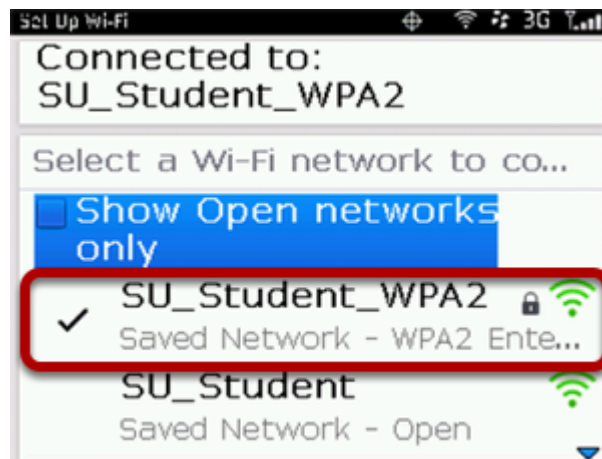 Set Up Wi-Fi 3G
Connected to:
SU_Student_WPA2
Select a Wi-Fi network to co...
Show Open networks
only
SU_Student_WPA2
Saved Network - WPA2 Ente...
SU_Student
Saved Network - Open